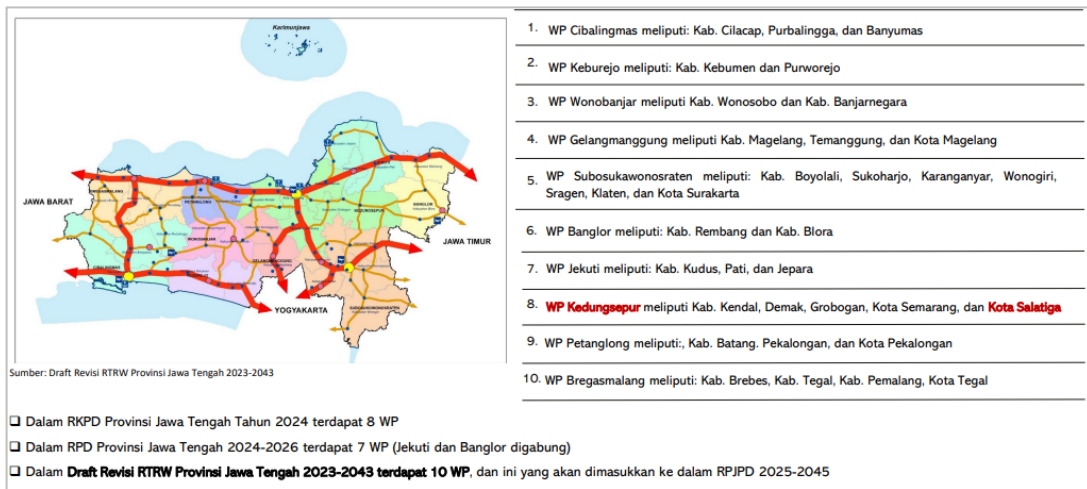 Karimunjawa
JAWA BARAT
JAWA TIMUR
YOGYAKARTA
PETANGLONG
WONOBANJAR
KEDUNGSEPUR
BANGLOR
Sumber: Draft Revisi RTRW Provinsi Jawa Tengah 2023-2043
1. WP Cibalingmas meliputi: Kab. Cilacap, Purbalingga, dan Banyumas
2. WP Keburejo meliputi: Kab. Kebumen dan Purworejo
3. WP Wonobanjar meliputi Kab. Wonosobo dan Kab. Banjarnegara
4. WP Gelangmanggung meliputi Kab. Magelang, Temanggung, dan Kota Magelang
5. WP Subosukawonosraten meliputi: Kab. Boyolali, Sukoharjo, Karanganyar, Wonogiri,
Sragen, Klaten, dan Kota Surakarta
6. WP Banglor meliputi: Kab. Rembang dan Kab. Blora
7. WP Jekuti meliputi: Kab. Kudus, Pati, dan Jepara
8. WP Kedungsepur meliputi Kab. Kendal, Demak, Grobogan, Kota Semarang, dan Kota Salatiga
9. WP Petanglong meliputi:, Kab. Batang. Pekalongan, dan Kota Pekalongan
10. WP Bregasmalang meliputi: Kab. Brebes, Kab. Tegal, Kab. Pemalang, Kota Tegal
❑ Dalam RKPD Provinsi Jawa Tengah Tahun 2024 terdapat 8 WP
❑ Dalam RPD Provinsi Jawa Tengah 2024-2026 terdapat 7 WP (Jekuti dan Banglor digabung)
❑ Dalam Draft Revisi RTRW Provinsi Jawa Tengah 2023-2043 terdapat 10 WP, dan ini yang akan dimasukkan ke dalam RPJPD 2025-2045